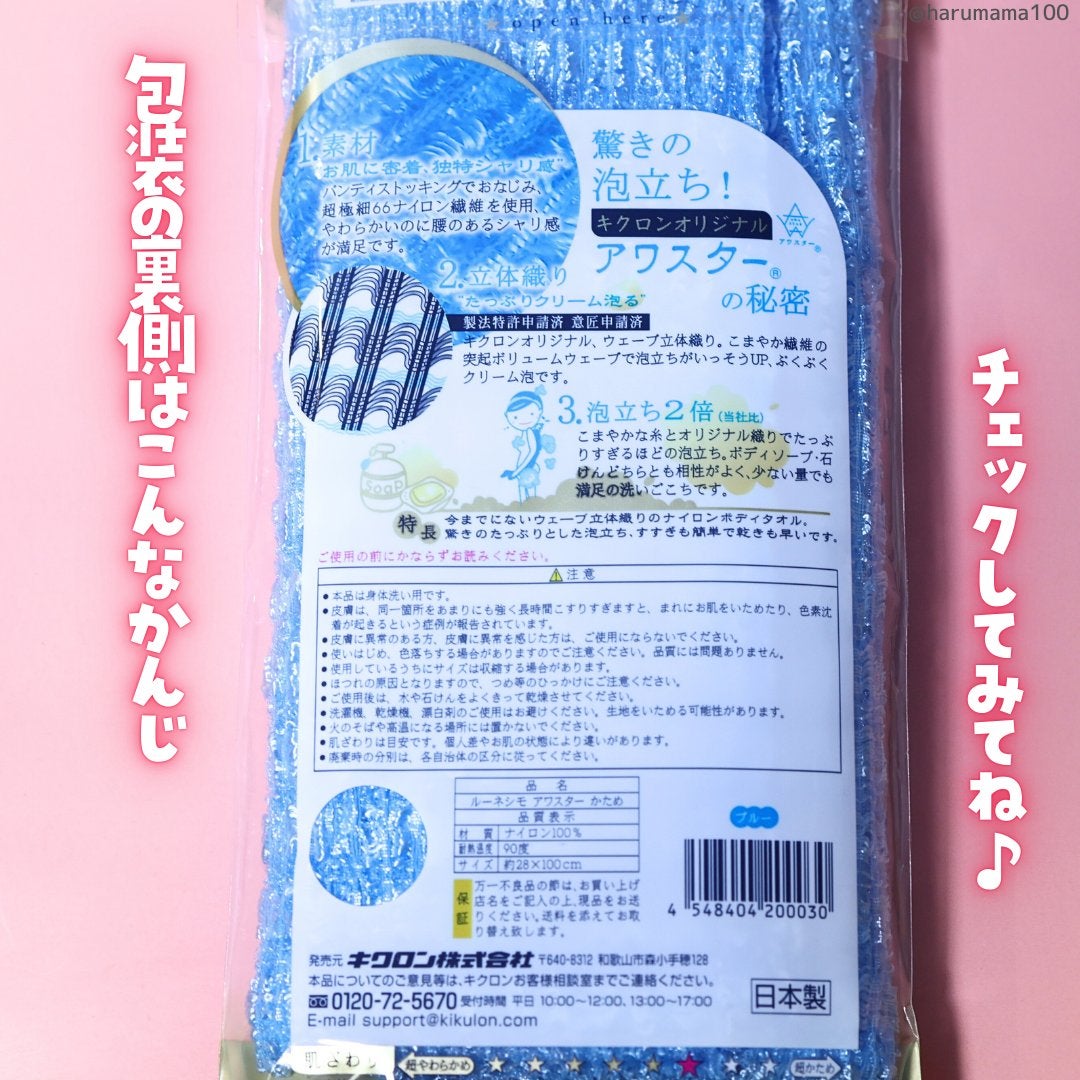 @harumama100
open here
包装の裏側はこんなかんじ
チェックしてみてね♪
驚きの
泡立ち!
キクロンオリジナル
アワスター®
の秘密
アワスター®
1.素材
"お肌に密着、独特シャリ感"
パンティストッキングでおなじみ、
超極細66ナイロン繊維を使用、
やわらかいのに腰のあるシャリ感
が満足です。
2.立体織り
"たっぷりクリーム泡る"
製法特許申請済 意匠申請済
キクロンオリジナル、ウェーブ立体織り。こまやか繊維の
突起ボリュームウェーブで泡立ちがいっそうUP、ぶくぶく
クリーム泡です。
3.泡立ち2倍(当社比)
こまやかな糸とオリジナル織りでたっぷ
りすぎるほどの泡立ち。ボディソープ・石
けんどちらとも相性がよく、少ない量でも
満足の洗いごこちです。
Soap
特長
今までにないウェーブ立体織りのナイロンボディタオル。
驚きのたっぷりとした泡立ち、すすぎも簡単で乾きも早いです。
ご使用の前にかならずお読みください。
⚠注意
●本品は身体洗い用です。
●皮膚は、同一箇所をあまりにも強く長時間こすりすぎますと、まれにお肌をいためたり、色素沈
着が起きるという症例が報告されています。
●皮膚に異常のある方、皮膚に異常を感じた方は、ご使用にならないでください。
●使いはじめ、色落ちする場合がありますのでご注意ください。品質には問題ありません。
●使用しているうちにサイズは収縮する場合があります。
●ほつれの原因となりますので、つめ等のひっかけにご注意ください。
●ご使用後は、水や石けんをよくきって乾燥させてください。
●洗濯機、乾燥機、漂白剤のご使用はお避けください。生地をいためる可能性があります。
●火のそばや高温になる場所には置かないでください。
●肌ざわりは目安です。個人差やお肌の状態により違いがあります。
●廃棄時の分別は、各自治体の区分に従ってください。
品名
ルーネシモ アワスター かため
品質表示
材質 ナイロン100%
耐熱温度 90度
サイズ 約28×100cm
ブルー
保証
万一不良品の節は、お買い上げ
店名をご記入の上、現品をお送
りください。送料を添えてお取
り替え致します。
4 548404 200030
発売元 キクロン株式会社 〒640-8312 和歌山市森小手穂128
本品についてのご意見等は、キクロンお客様相談室までご連絡ください。
0120-72-5670 受付時間 平日 10:00〜12:00、13:00〜17:00
E-mail support@kikulon.com
日本製
肌ざわり
超やわらかめ
超かため